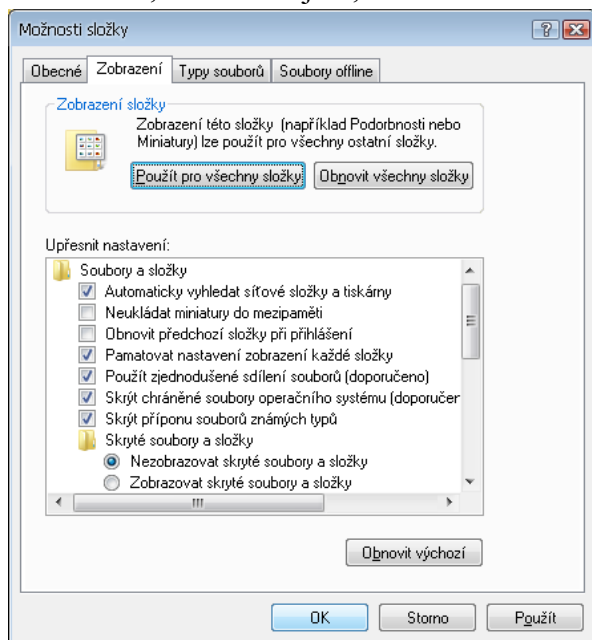 Možnosti složky
Obecné Zobrazení Typy souborů Soubory offline
Zobrazení složky
Zobrazení této složky (například Podorbnosti nebo
Miniatury) lze použít pro všechny ostatní složky.
Použít pro všechny složky Obnovit všechny složky
Upřesnit nastavení:
Soubory a složky
Automaticky vyhledat síťové složky a tiskárny
Neukládat miniatury do mezipaměti
Obnovit předchozí složky při přihlášení
Pamatovat nastavení zobrazení každé složky
Použít zjednodušené sdílení souborů (doporučeno)
Skrýt chráněné soubory operačního systému (doporučer
Skrýt příponu souborů známých typů
Skryté soubory a složky
Nezobrazovat skryté soubory a složky
Zobrazovat skryté soubory a složky
Obnovit výchozí
OK Storno Použít